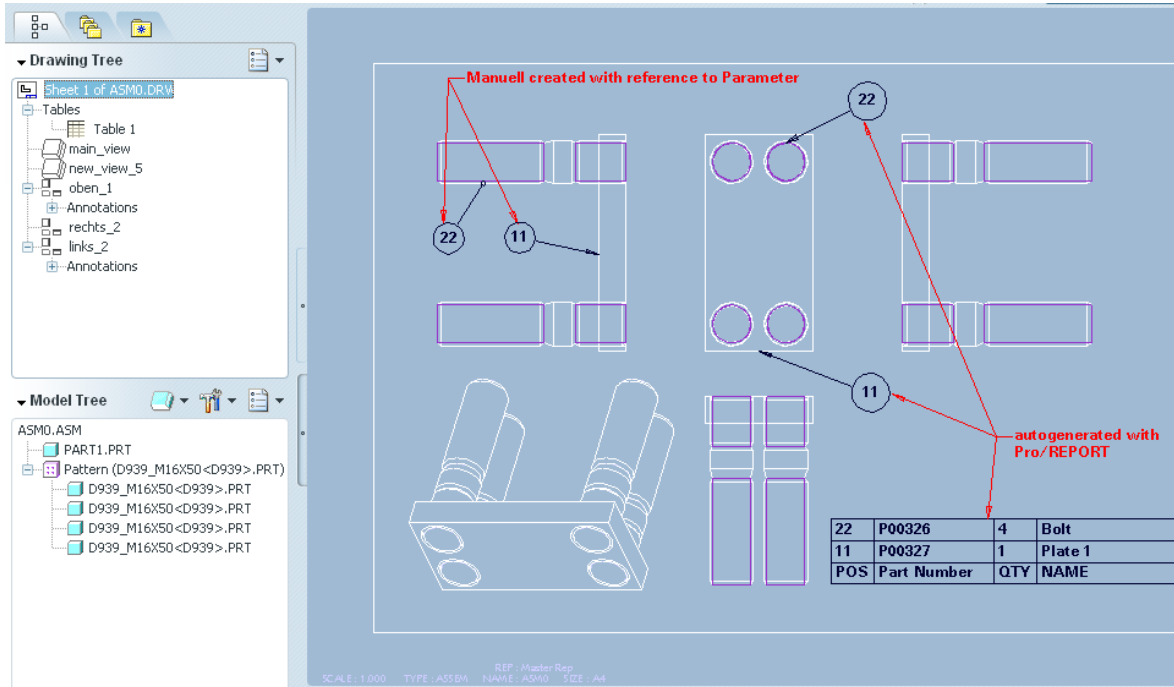 Drawing Tree
Sheet 1 of ASM0.DRW
Tables
Table 1
main_view
new_view_5
oben_1
Annotations
rechts_2
links_2
Annotations
Model Tree
ASM0.ASM
PART1.PRT
Pattern (D939_M16X50<D939>.PRT)
D939_M16X50<D939>.PRT
D939_M16X50<D939>.PRT
D939_M16X50<D939>.PRT
D939_M16X50<D939>.PRT
Manuell created with reference to Parameter
22
22
11
11
autogenerated with
Pro/REPORT
22 P00326 4 Bolt
11 P00327 1 Plate 1
POS Part Number QTY NAME
REP : Master Rep
SCALE : 1.000 TYPE : ASSEM NAME : ASM0 SIZE : A4